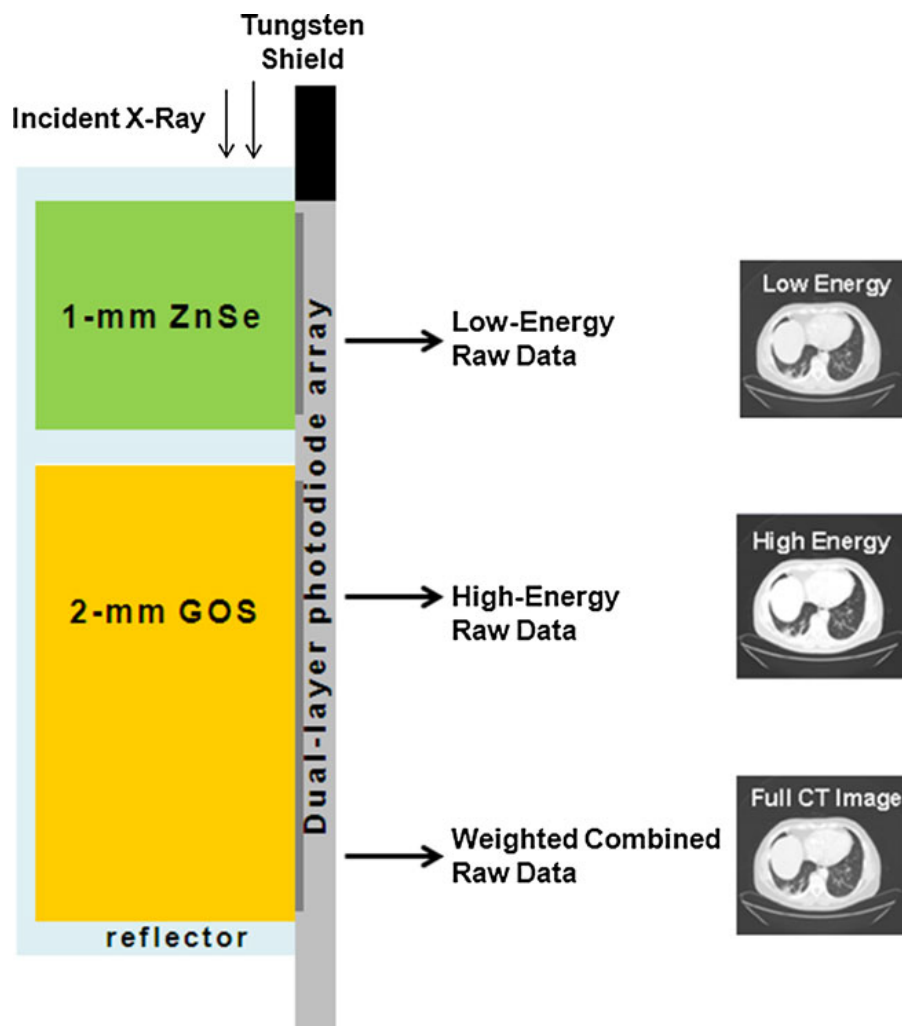 Tungsten
Shield
Incident X-Ray
1-mm ZnSe
2-mm GOS
reflector
Dual-layer photodiode array
Low-Energy
Raw Data
High-Energy
Raw Data
Weighted Combined
Raw Data
Low Energy
High Energy
Full CT Image